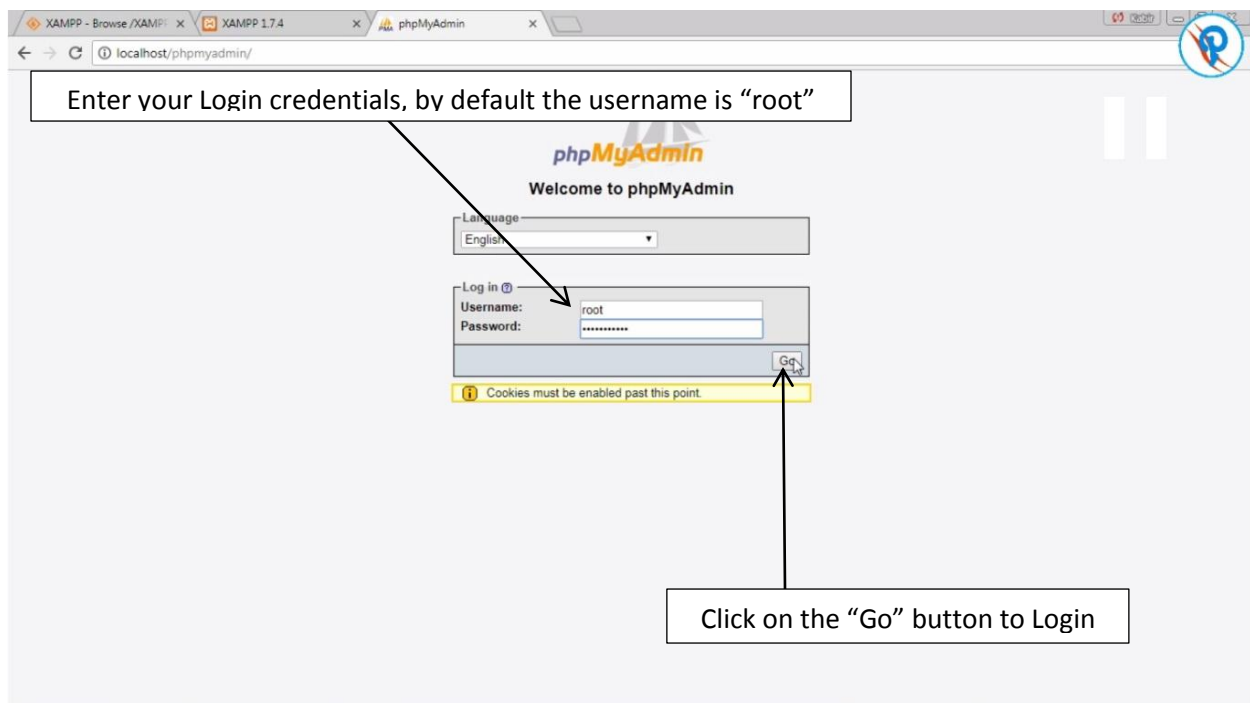 XAMPP - Browse /XAMPP
XAMPP 1.7.4
phpMyAdmin
localhost/phpmyadmin/
Enter your Login credentials, by default the username is “root”
phpMyAdmin
Welcome to phpMyAdmin
Language
English
Log in
Username: root
Password: •••••••••••
Go
Cookies must be enabled past this point.
Click on the “Go” button to Login